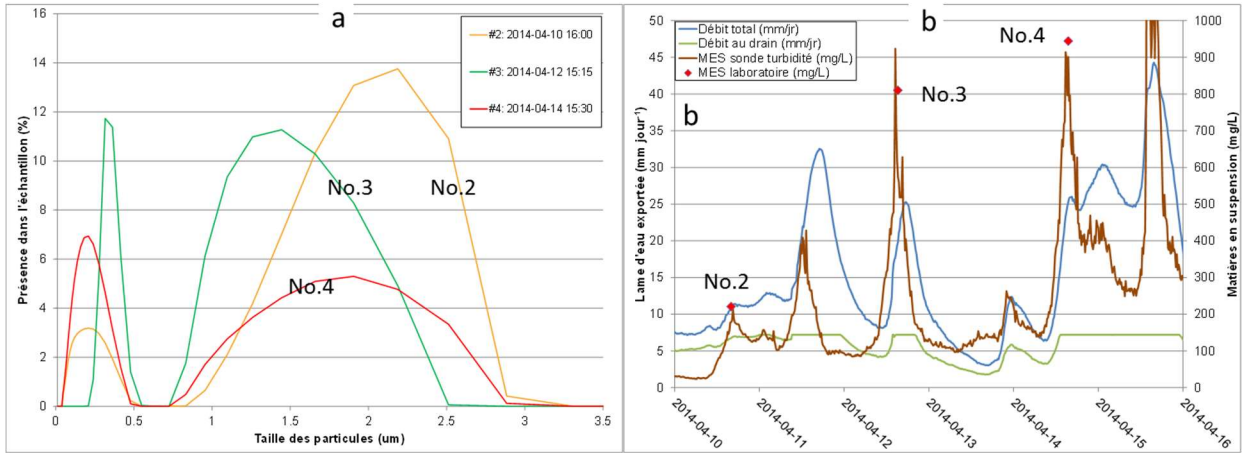 a
Présence dans l'échantillon (%)
16
14
12
10
8
6
4
2
0
#2: 2014-04-10 16:00
#3: 2014-04-12 15:15
#4: 2014-04-14 15:30
No.3
No.2
No.4
0
0.5
1
1.5
2
2.5
3
3.5
Taille des particules (um)
b
b
Lame d'eau exportée (mm jour⁻¹)
50
45
40
35
30
25
20
15
10
5
0
Débit total (mm/jr)
Débit au drain (mm/jr)
MES sonde turbidité (mg/L)
MES laboratoire (mg/L)
No.4
No.3
No.2
1000
900
800
700
600
500
400
300
200
100
0
Matières en suspension (mg/L)
2014-04-10
2014-04-11
2014-04-12
2014-04-13
2014-04-14
2014-04-15
2014-04-16